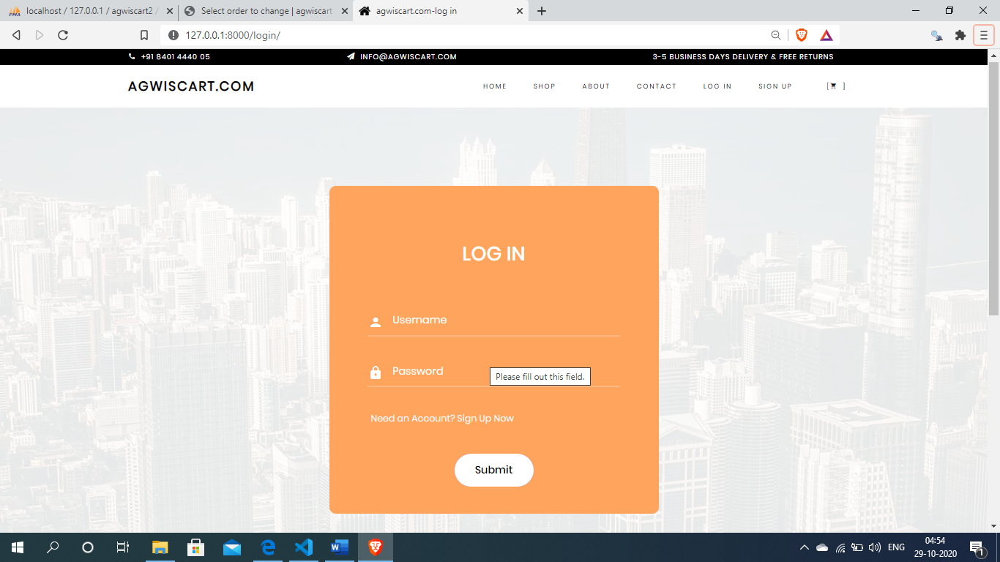 localhost / 127.0.0.1 / agwiscart2 /
Select order to change | agwiscart
agwiscart.com-log in
127.0.0.1:8000/login/
+91 8401 4440 05
INFO@AGWISCART.COM
3-5 BUSINESS DAYS DELIVERY & FREE RETURNS
AGWISCART.COM
HOME SHOP ABOUT CONTACT LOG IN SIGN UP [ ]
LOG IN
Username
Password
Please fill out this field.
Need an Account? Sign Up Now
Submit
ENG
04:54
29-10-2020
1